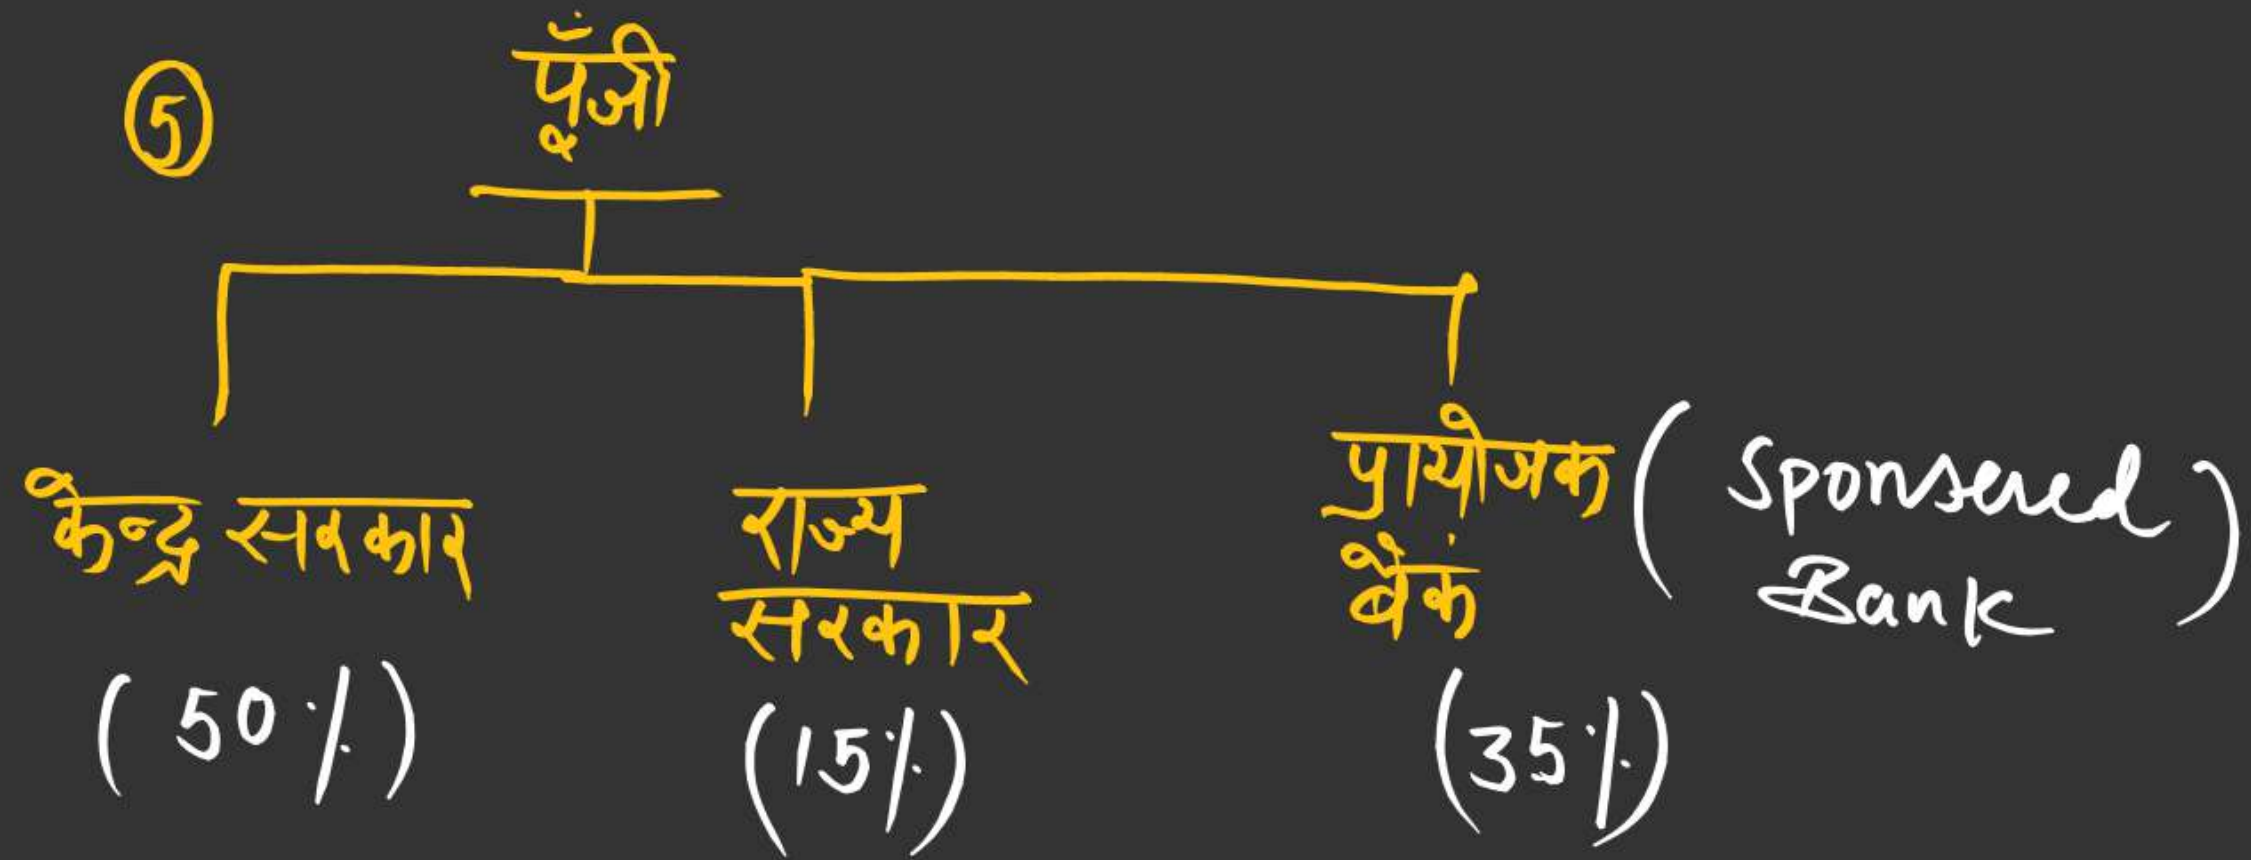 5
पूँजी
केन्द्र सरकार
(50%)
राज्य
सरकार
(15%)
प्रायोजक (Sponsered
बैकं Bank)
(35%)